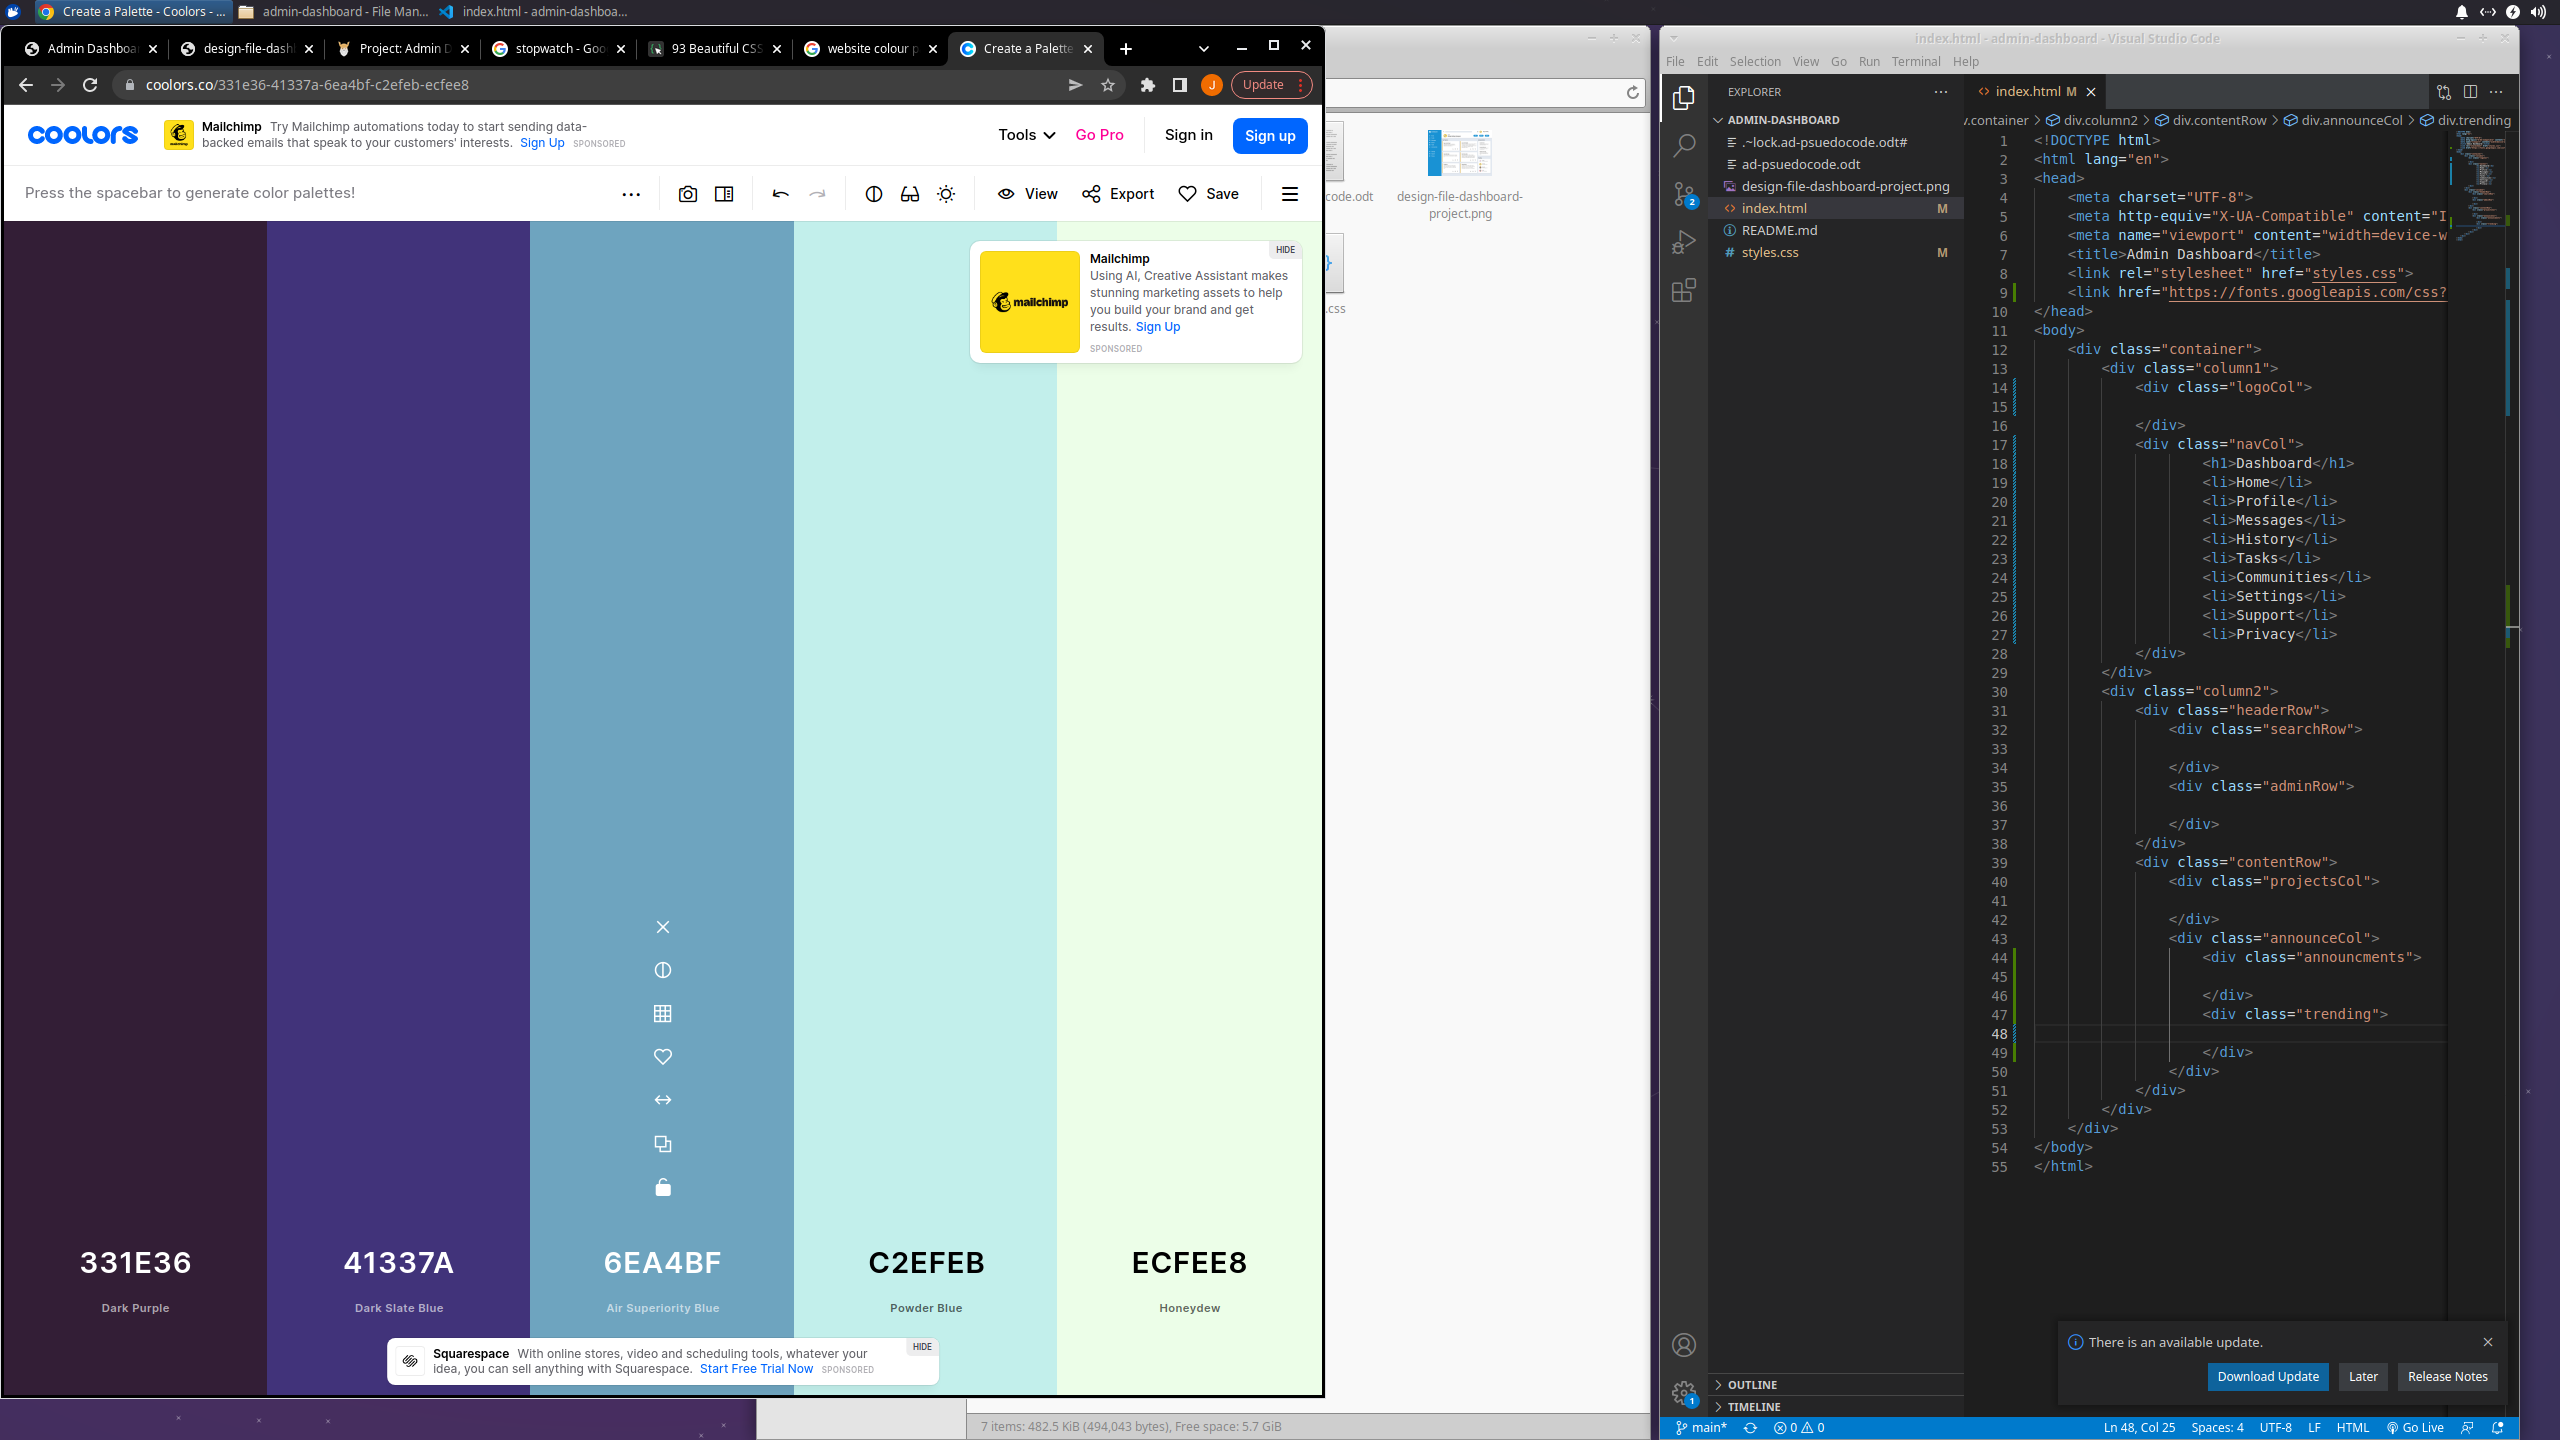 Create a Palette - Coolors - ...
admin-dashboard - File Man...
index.html - admin-dashboa...
Admin Dashboa
design-file-dash
Project: Admin D
stopwatch - Goo
93 Beautiful CSS
website colour p
Create a Palette
coolors.co/331e36-41337a-6ea4bf-c2efeb-ecfee8
J
Update
coolors
Mailchimp Try Mailchimp automations today to start sending data-
backed emails that speak to your customers' interests. Sign Up SPONSORED
Tools
Go Pro
Sign in
Sign up
Press the spacebar to generate color palettes!
View
Export
Save
HIDE
mailchimp
Mailchimp
Using AI, Creative Assistant makes
stunning marketing assets to help
you build your brand and get
results. Sign Up
SPONSORED
331E36
Dark Purple
41337A
Dark Slate Blue
6EA4BF
Air Superiority Blue
C2EFEB
Powder Blue
ECFEE8
Honeydew
Squarespace With online stores, video and scheduling tools, whatever your
idea, you can sell anything with Squarespace. Start Free Trial Now SPONSORED
HIDE
code.odt
design-file-dashboard-
project.png
.css
7 items: 482.5 KiB (494,043 bytes), Free space: 5.7 GiB
index.html - admin-dashboard - Visual Studio Code
File Edit Selection View Go Run Terminal Help
EXPLORER
ADMIN-DASHBOARD
.~lock.ad-psuedocode.odt#
ad-psuedocode.odt
design-file-dashboard-project.png
index.html M
README.md
styles.css M
2
OUTLINE
TIMELINE
1
index.html M
v.container > div.column2 > div.contentRow > div.announceCol > div.trending
1 <!DOCTYPE html>
2 <html lang="en">
3 <head>
4 <meta charset="UTF-8">
5 <meta http-equiv="X-UA-Compatible" content="I
6 <meta name="viewport" content="width=device-w
7 <title>Admin Dashboard</title>
8 <link rel="stylesheet" href="styles.css">
9 <link href="https://fonts.googleapis.com/css?
10 </head>
11 <body>
12 <div class="container">
13 <div class="column1">
14 <div class="logoCol">
15
16 </div>
17 <div class="navCol">
18 <h1>Dashboard</h1>
19 <li>Home</li>
20 <li>Profile</li>
21 <li>Messages</li>
22 <li>History</li>
23 <li>Tasks</li>
24 <li>Communities</li>
25 <li>Settings</li>
26 <li>Support</li>
27 <li>Privacy</li>
28 </div>
29 </div>
30 <div class="column2">
31 <div class="headerRow">
32 <div class="searchRow">
33
34 </div>
35 <div class="adminRow">
36
37 </div>
38 </div>
39 <div class="contentRow">
40 <div class="projectsCol">
41
42 </div>
43 <div class="announceCol">
44 <div class="announcments">
45
46 </div>
47 <div class="trending">
48
49 </div>
50 </div>
51 </div>
52 </div>
53 </div>
54 </body>
55 </html>
There is an available update.
Download Update
Later
Release Notes
main*
0 0
Ln 48, Col 25
Spaces: 4
UTF-8
LF
HTML
Go Live